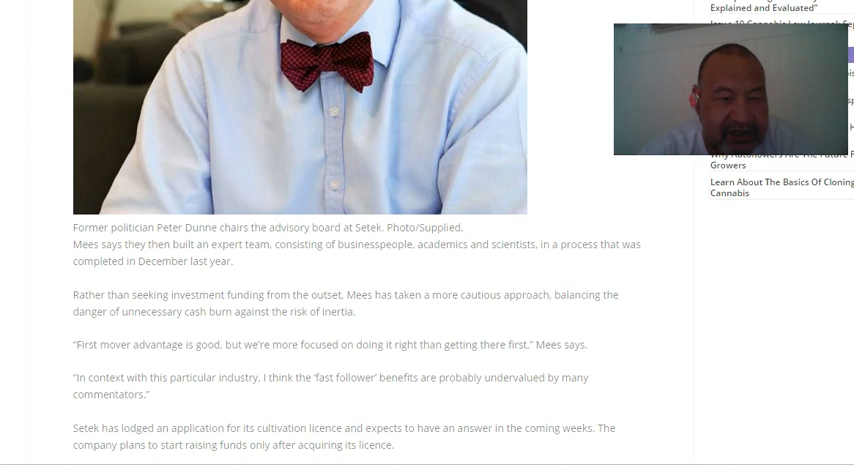 Explained and Evaluated"
Former politician Peter Dunne chairs the advisory board at Setek. Photo/Supplied.
Mees says they then built an expert team, consisting of businesspeople, academics and scientists, in a process that was
completed in December last year.
Rather than seeking investment funding from the outset, Mees has taken a more cautious approach, balancing the
danger of unnecessary cash burn against the risk of inertia.
“First mover advantage is good, but we’re more focused on doing it right than getting there first,” Mees says.
“In context with this particular industry, I think the ‘fast follower’ benefits are probably undervalued by many
commentators.”
Setek has lodged an application for its cultivation licence and expects to have an answer in the coming weeks. The
company plans to start raising funds only after acquiring its licence.
Growers
Learn About The Basics Of Cloning
Cannabis